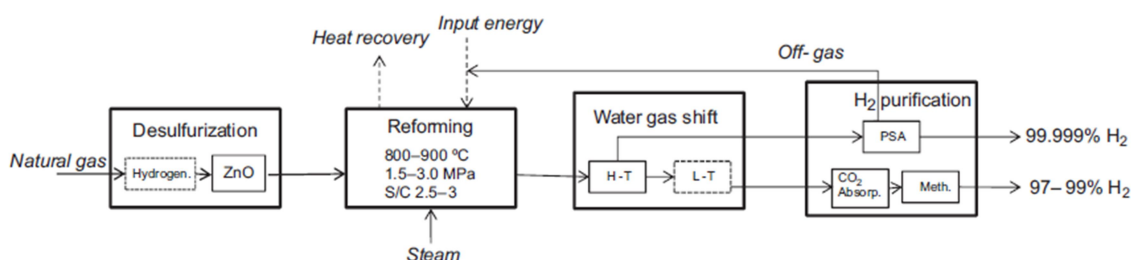 Heat recovery
Input energy
Off- gas
Desulfurization
Natural gas
Hydrogen.
ZnO
Reforming
800–900 ºC
1.5–3.0 MPa
S/C 2.5–3
Steam
Water gas shift
H-T
L-T
H2 purification
PSA
99.999% H2
CO2
Absorp.
Meth.
97– 99% H2